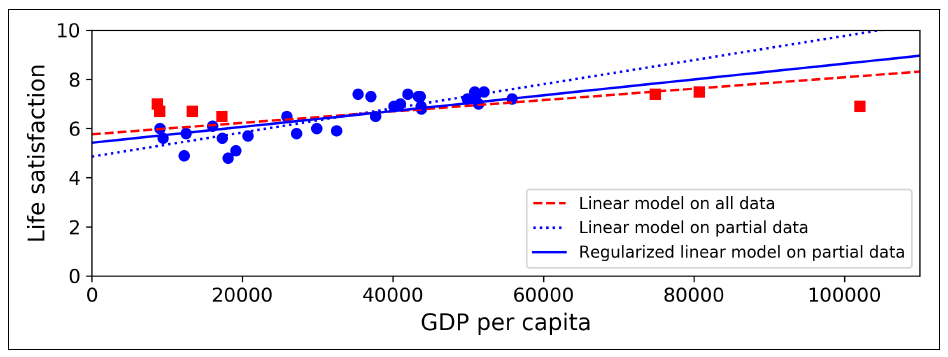 10
8
6
4
2
0
Life satisfaction
Linear model on all data
Linear model on partial data
Regularized linear model on partial data
0 20000 40000 60000 80000 100000
GDP per capita